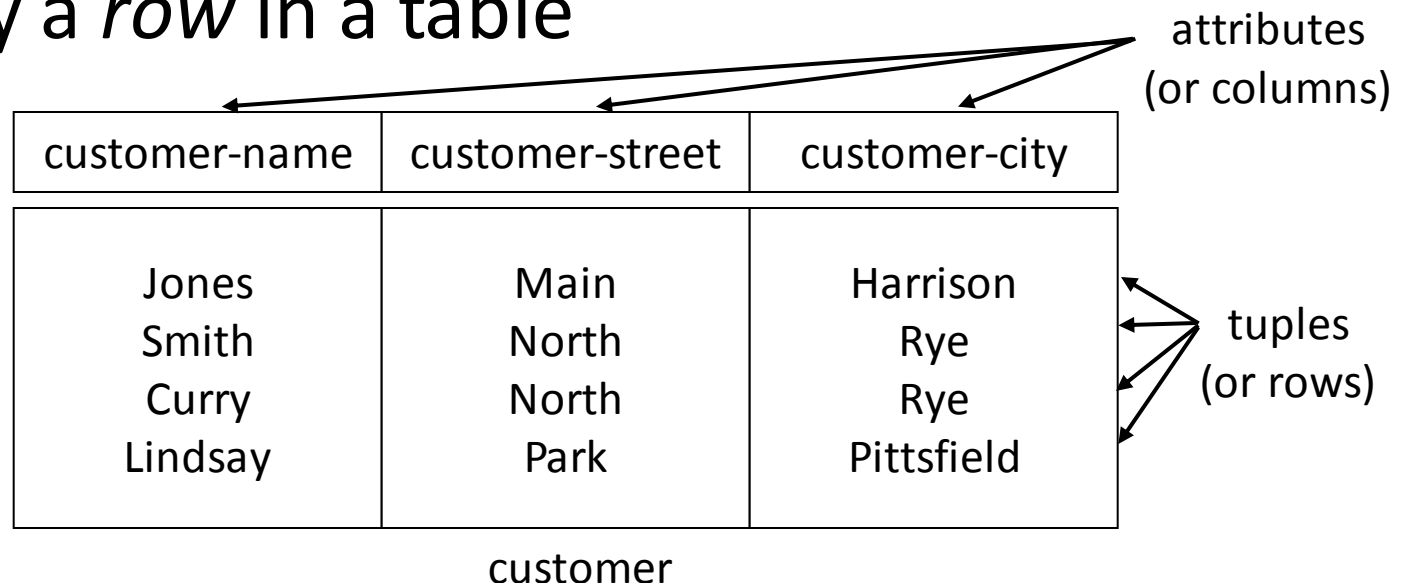 y a row in a table
attributes
(or columns)
customer-name customer-street customer-city
Jones Main Harrison
Smith North Rye
Curry North Rye
Lindsay Park Pittsfield
tuples
(or rows)
customer